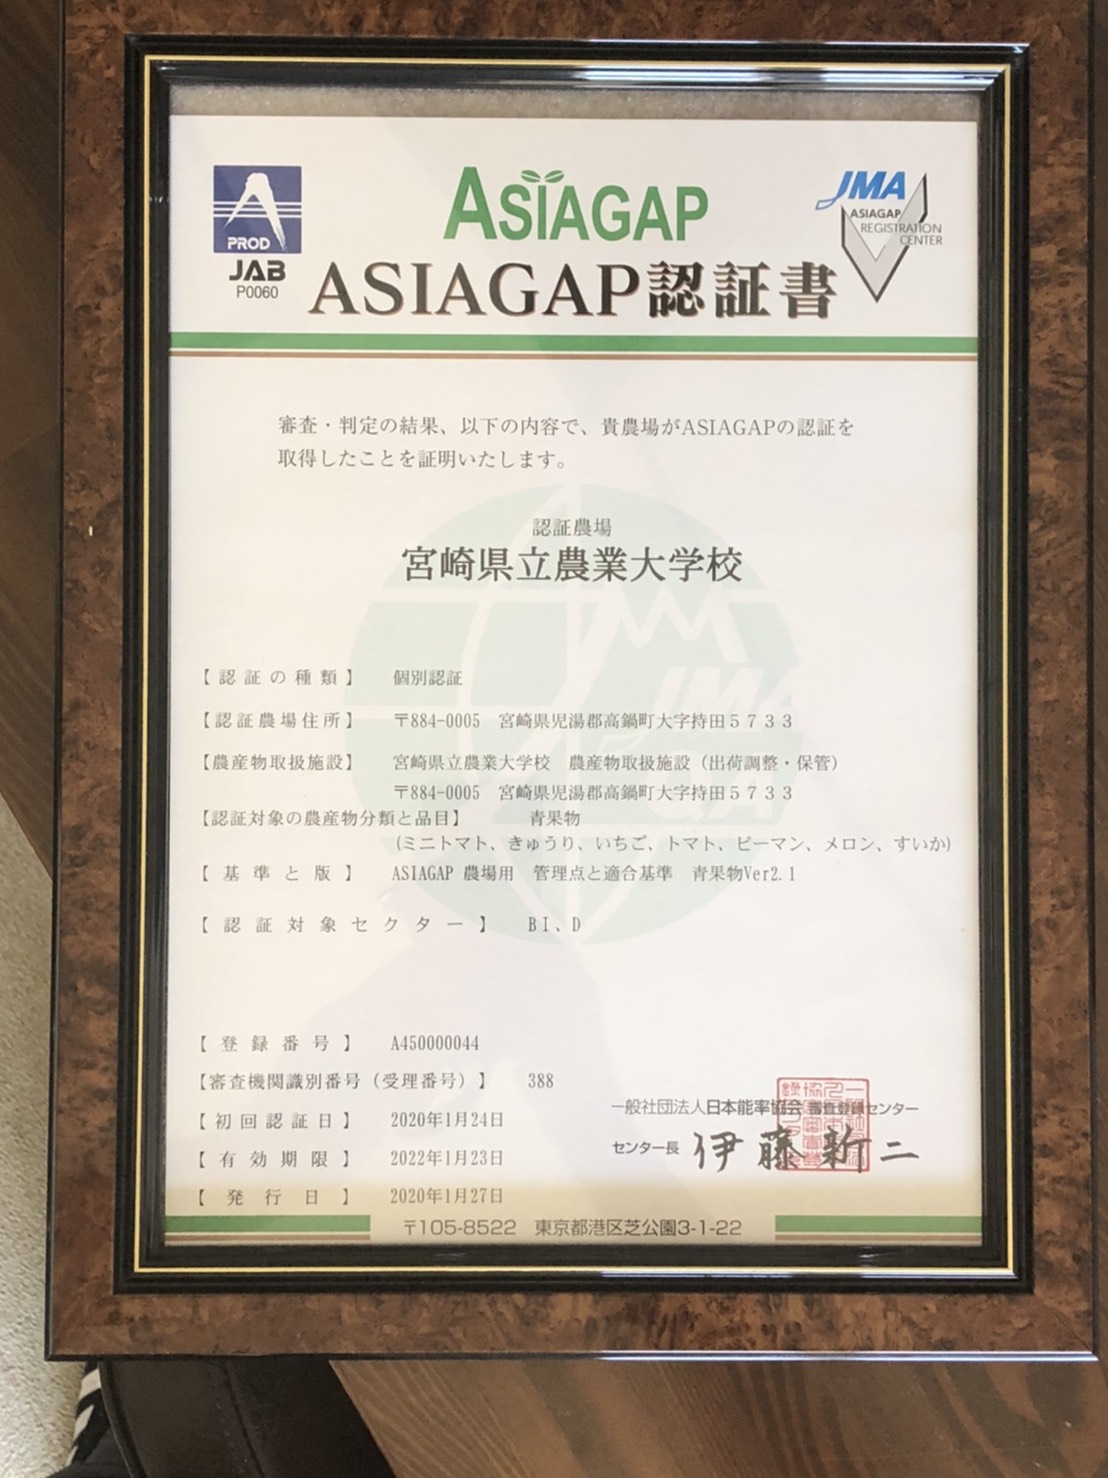 PROD
JAB
P0060
ASIAGAP
JMA
ASIAGAP
REGISTRATION
CENTER
ASIAGAP認証書
審査・判定の結果、以下の内容で、貴農場がASIAGAPの認証を
取得したことを証明いたします。
認証農場
宮崎県立農業大学校
【認証の種類】 個別認証
【認証農場住所】 〒884-0005 宮崎県児湯郡高鍋町大字持田５７３３
【農産物取扱施設】 宮崎県立農業大学校 農産物取扱施設（出荷調整・保管）
〒884-0005 宮崎県児湯郡高鍋町大字持田５７３３
【認証対象の農産物分類と品目】 青果物
(ミニトマト、きゅうり、いちご、トマト、ピーマン、メロン、すいか)
【基準と版】 ASIAGAP 農場用 管理点と適合基準 青果物Ver2.1
【認証対象セクター】 BI、D
【登録番号】 A450000044
【審査機関識別番号（受理番号）】 388
【初回認証日】 2020年1月24日
【有効期限】 2022年1月23日
【発行日】 2020年1月27日
一般社団法人日本能率協会 審査登録センター
センター長 伊藤新二
〒105-8522 東京都港区芝公園3-1-22